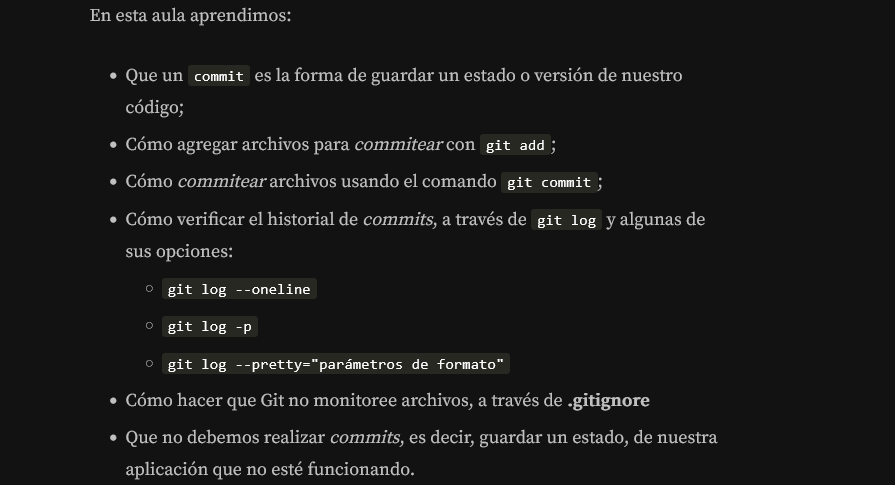 En esta aula aprendimos:
Que un commit es la forma de guardar un estado o versión de nuestro
código;
Cómo agregar archivos para commitear con git add;
Cómo commitear archivos usando el comando git commit;
Cómo verificar el historial de commits, a través de git log y algunas de
sus opciones:
git log --oneline
git log -p
git log --pretty="parámetros de formato"
Cómo hacer que Git no monitoree archivos, a través de .gitignore
Que no debemos realizar commits, es decir, guardar un estado, de nuestra
aplicación que no esté funcionando.